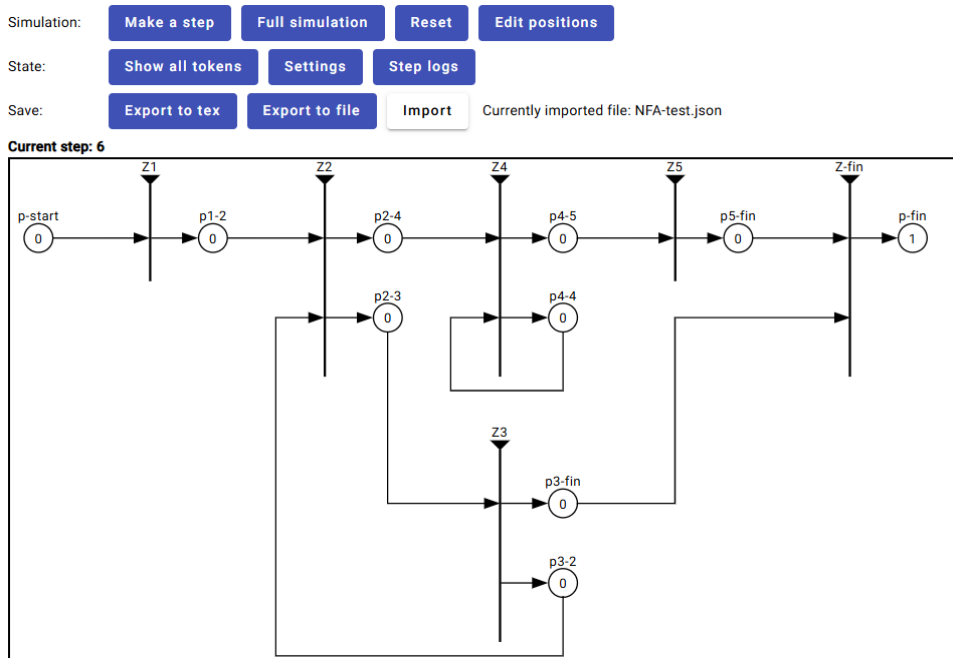 Simulation: Make a step Full simulation Reset Edit positions
State: Show all tokens Settings Step logs
Save: Export to tex Export to file Import Currently imported file: NFA-test.json
Current step: 6
Z1 Z2 Z4 Z5 Z-fin
p-start p1-2 p2-4 p4-5 p5-fin p-fin
0 0 0 0 0 1
p2-3 p4-4
0 0
Z3
p3-fin
0
p3-2
0